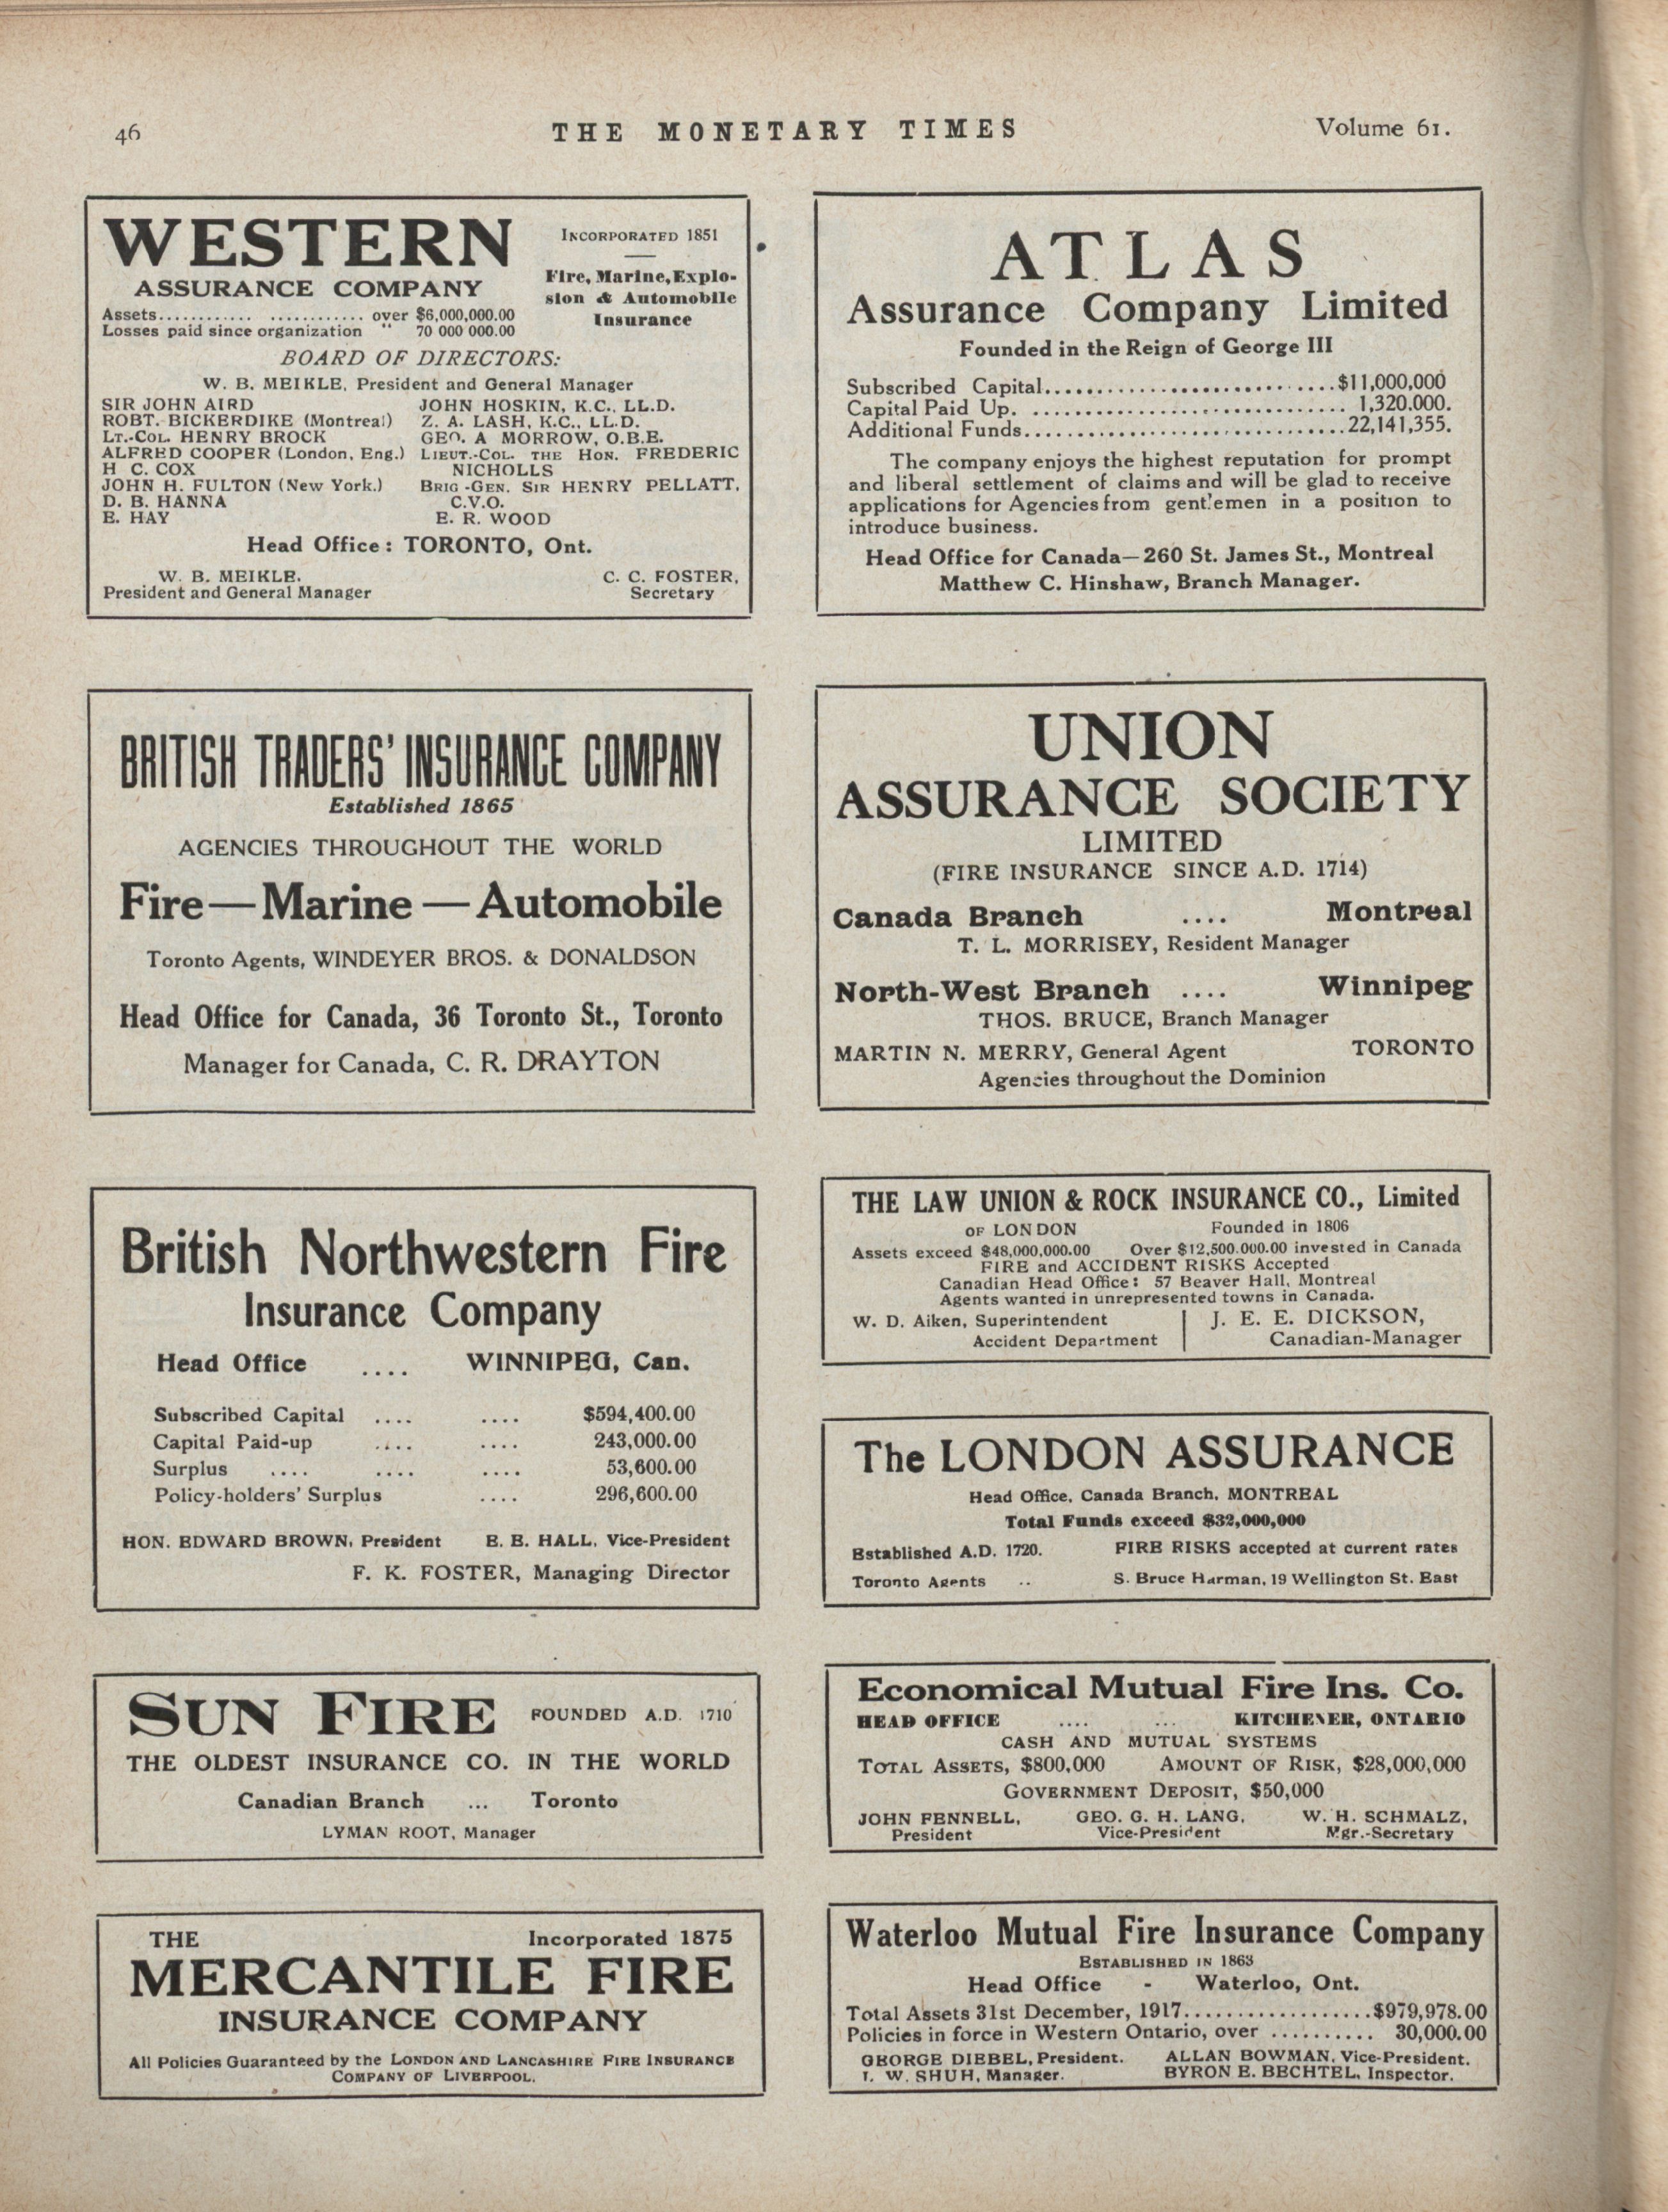 46
THE MONETARY TIMES
Volume 61.
WESTERN
ASSURANCE COMPANY
INCORPORATED 1851
Fire, Marine, Explo-
sion & Automobile
Insurance
Assets........................ over $6,000,000.00
Losses paid since organization " 70 000 000.00
BOARD OF DIRECTORS:
W. B. MEIKLE, President and General Manager
SIR JOHN AIRD
ROBT. BICKERDIKE (Montreal)
LT.-COL. HENRY BROCK
ALFRED COOPER (London, Eng.)
H C. COX
JOHN H. FULTON (New York.)
D. B. HANNA
E. HAY
JOHN HOSKIN, K.C., LL.D.
Z. A. LASH, K.C., LL.D.
GEO. A MORROW, O.B.E.
LIEUT.-COL. THE HON. FREDERIC
NICHOLLS
BRIG-GEN. SIR HENRY PELLATT,
C.V.O.
E. R. WOOD
Head Office: TORONTO, Ont.
W. B. MEIKLE,
President and General Manager
C. C. FOSTER,
Secretary
ATLAS
Assurance Company Limited
Founded in the Reign of George III
Subscribed Capital..............................$11,000,000
Capital Paid Up. .............................. 1,320.000.
Additional Funds..............................22,141,355.
The company enjoys the highest reputation for prompt
and liberal settlement of claims and will be glad to receive
applications for Agencies from gentlemen in a position to
introduce business.
Head Office for Canada—260 St. James St., Montreal
Matthew C. Hinshaw, Branch Manager.
BRITISH TRADERS' INSURANCE COMPANY
Established 1865
AGENCIES THROUGHOUT THE WORLD
Fire—Marine—Automobile
Toronto Agents, WINDEYER BROS. & DONALDSON
Head Office for Canada, 36 Toronto St., Toronto
Manager for Canada, C. R. DRAYTON
UNION
ASSURANCE SOCIETY
LIMITED
(FIRE INSURANCE SINCE A.D. 1714)
Canada Branch .... Montreal
T. L. MORRISEY, Resident Manager
North-West Branch .... Winnipeg
THOS. BRUCE, Branch Manager
MARTIN N. MERRY, General Agent TORONTO
Agencies throughout the Dominion
British Northwestern Fire
Insurance Company
Head Office .... WINNIPEG, Can.
Subscribed Capital .... .... $594,400.00
Capital Paid-up .... .... 243,000.00
Surplus .... .... .... 53,600.00
Policy-holders' Surplus .... 296,600.00
HON. EDWARD BROWN, President E. E. HALL, Vice-President
F. K. FOSTER, Managing Director
THE LAW UNION & ROCK INSURANCE CO., Limited
OF LONDON Founded in 1806
Assets exceed $48,000,000.00 Over $12,500.000.00 invested in Canada
FIRE and ACCIDENT RISKS Accepted
Canadian Head Office: 57 Beaver Hall, Montreal
Agents wanted in unrepresented towns in Canada.
W. D. Aiken, Superintendent
Accident Department
J. E. E. DICKSON,
Canadian-Manager
The LONDON ASSURANCE
Head Office, Canada Branch, MONTREAL
Total Funds exceed $32,000,000
Established A.D. 1720. FIRE RISKS accepted at current rates
Toronto Agents .. S. Bruce Harman, 19 Wellington St. East
SUN FIRE FOUNDED A.D. 1710
THE OLDEST INSURANCE CO. IN THE WORLD
Canadian Branch ... Toronto
LYMAN ROOT, Manager
Economical Mutual Fire Ins. Co.
HEAD OFFICE .... ... KITCHENER, ONTARIO
CASH AND MUTUAL SYSTEMS
TOTAL ASSETS, $800,000 AMOUNT OF RISK, $28,000,000
GOVERNMENT DEPOSIT, $50,000
JOHN FENNELL, GEO. G. H. LANG, W. H. SCHMALZ,
President Vice-President Mgr.-Secretary
THE Incorporated 1875
MERCANTILE FIRE
INSURANCE COMPANY
All Policies Guaranteed by the LONDON AND LANCASHIRE FIRE INSURANCE
COMPANY OF LIVERPOOL.
Waterloo Mutual Fire Insurance Company
ESTABLISHED IN 1863
Head Office - Waterloo, Ont.
Total Assets 31st December, 1917..................$979,978.00
Policies in force in Western Ontario, over .......... 30,000.00
GEORGE DIEBEL, President. ALLAN BOWMAN, Vice-President.
W. SHUH, Manager. BYRON E. BECHTEL, Inspector.